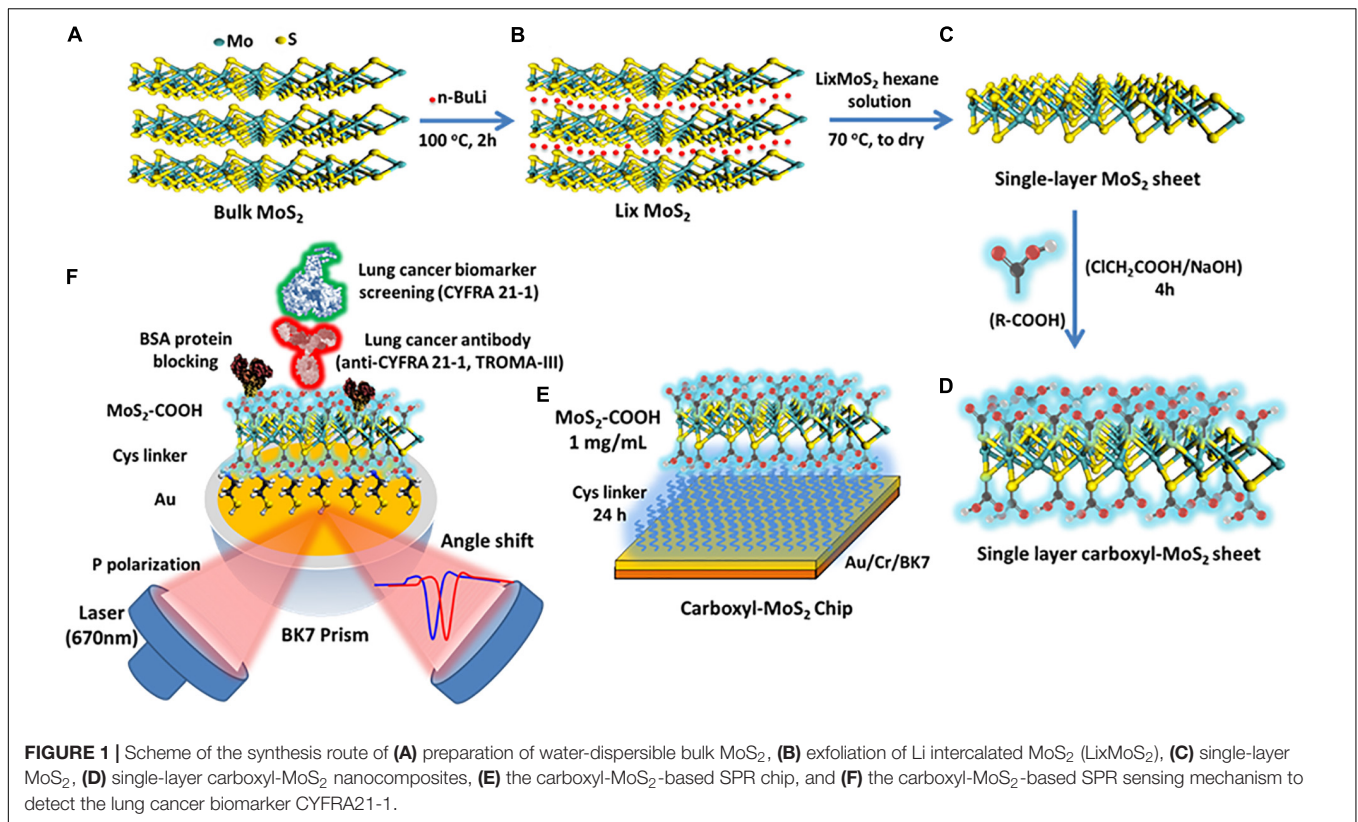 A
Mo S
Bulk MoS₂
n-BuLi
100 °C, 2h
B
Lix MoS₂
LixMoS₂ hexane
solution
70 °C, to dry
C
Single-layer MoS₂ sheet
(R-COOH)
(ClCH₂COOH/NaOH)
4h
D
Single layer carboxyl-MoS₂ sheet
E
MoS₂-COOH
1 mg/mL
Cys linker
24 h
Au/Cr/BK7
Carboxyl-MoS₂ Chip
F
Lung cancer biomarker
screening (CYFRA 21-1)
Lung cancer antibody
(anti-CYFRA 21-1, TROMA-III)
BSA protein
blocking
MoS₂-COOH
Cys linker
Au
P polarization
Angle shift
Laser
(670nm)
BK7 Prism
FIGURE 1 | Scheme of the synthesis route of (A) preparation of water-dispersible bulk MoS₂, (B) exfoliation of Li intercalated MoS₂ (LixMoS₂), (C) single-layer
MoS₂, (D) single-layer carboxyl-MoS₂ nanocomposites, (E) the carboxyl-MoS₂-based SPR chip, and (F) the carboxyl-MoS₂-based SPR sensing mechanism to
detect the lung cancer biomarker CYFRA21-1.